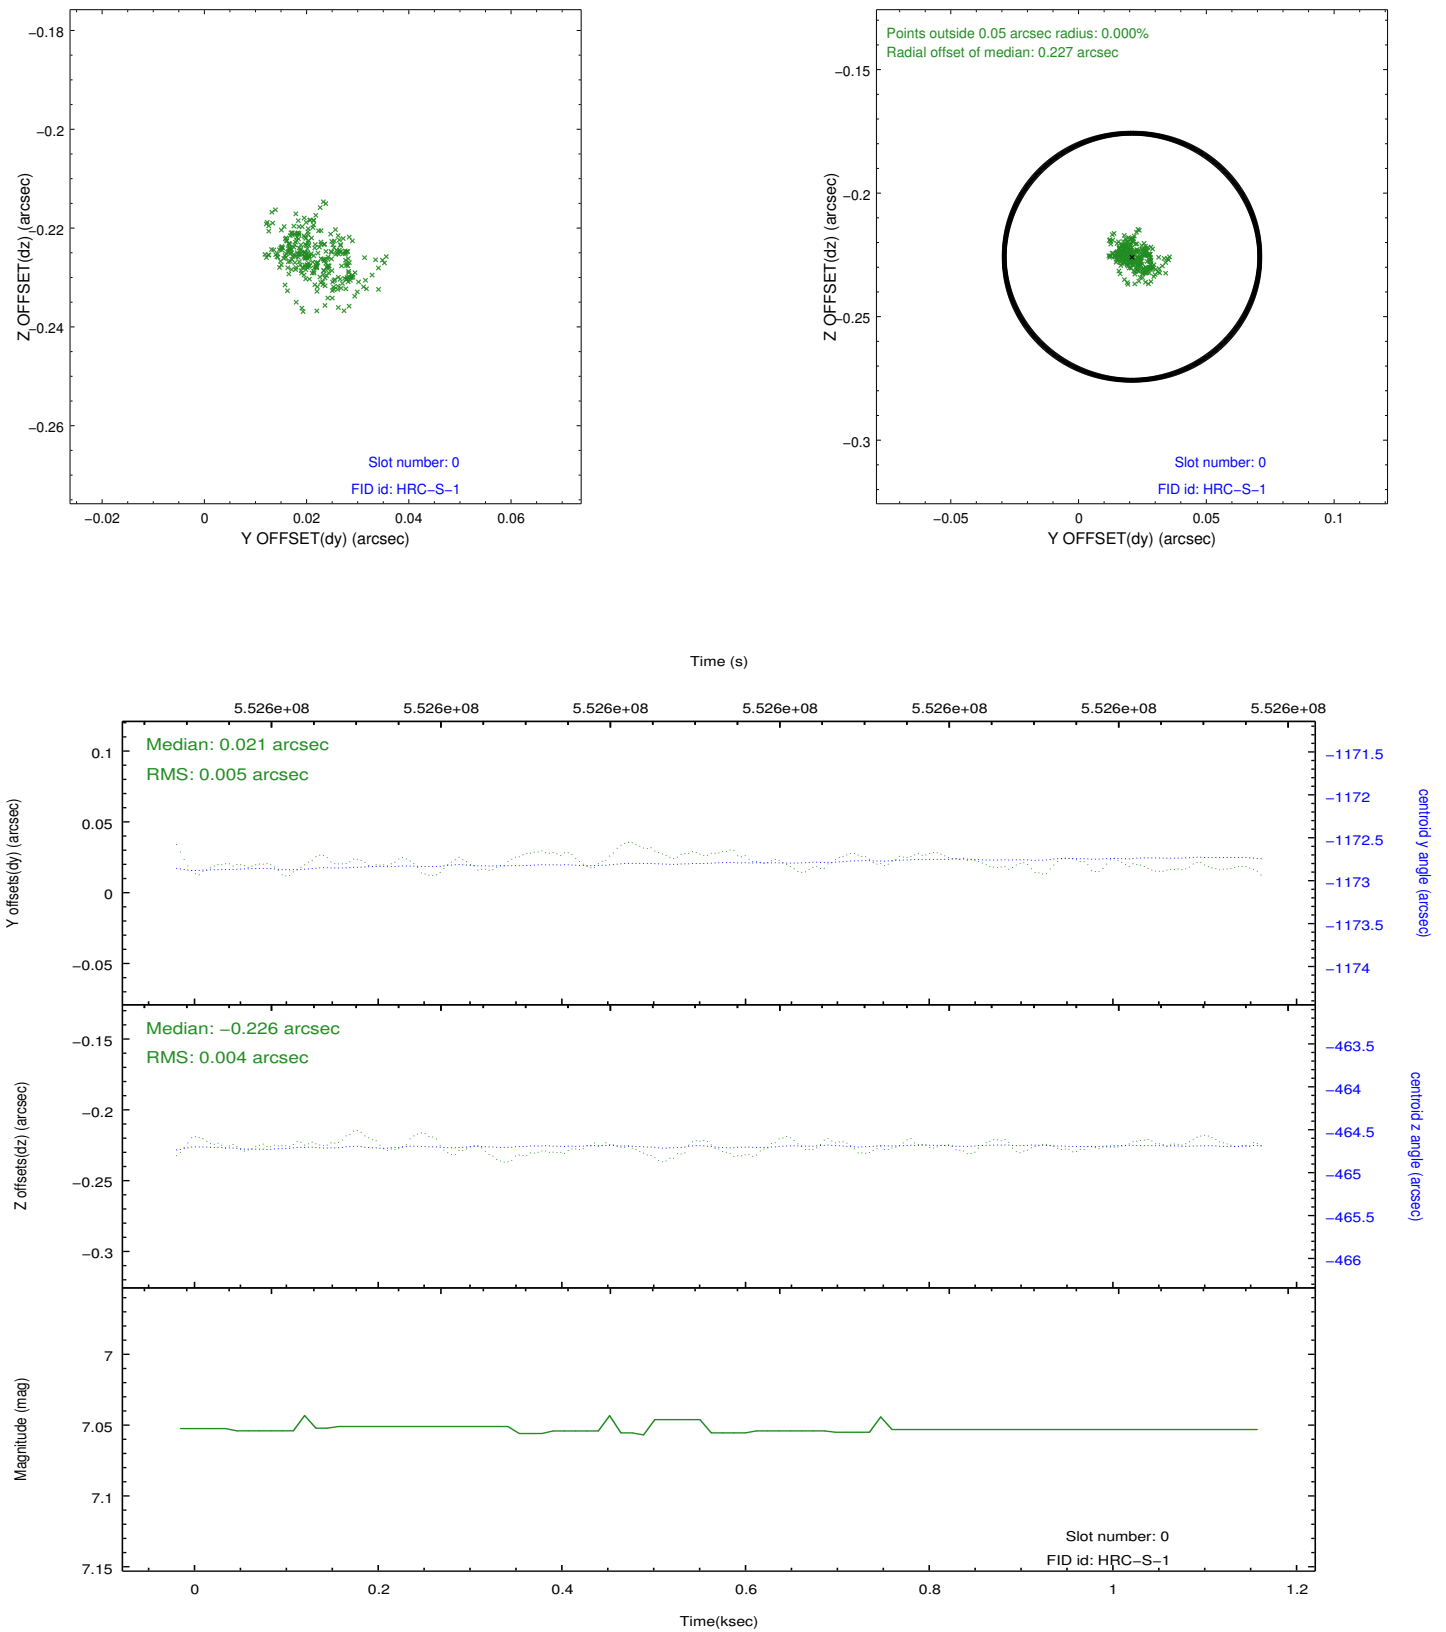 −0.18
−0.2
−0.22
−0.24
−0.26
Z OFFSET(dz) (arcsec)
Slot number: 0
FID id: HRC−S−1
−0.02
0
0.02
0.04
0.06
Y OFFSET(dy) (arcsec)
Points outside 0.05 arcsec radius: 0.000%
Radial offset of median: 0.227 arcsec
−0.15
−0.2
−0.25
−0.3
Z OFFSET(dz) (arcsec)
Slot number: 0
FID id: HRC−S−1
−0.05
0
0.05
0.1
Y OFFSET(dy) (arcsec)
Time (s)
5.526e+08
5.526e+08
5.526e+08
5.526e+08
5.526e+08
5.526e+08
5.526e+08
Median: 0.021 arcsec
RMS: 0.005 arcsec
0.1
0.05
0
−0.05
Y offsets(dy) (arcsec)
−1171.5
−1172
−1172.5
−1173
−1173.5
−1174
centroid y angle (arcsec)
Median: −0.226 arcsec
RMS: 0.004 arcsec
−0.15
−0.2
−0.25
−0.3
Z offsets(dz) (arcsec)
−463.5
−464
−464.5
−465
−465.5
−466
centroid z angle (arcsec)
7
7.05
7.1
7.15
Magnitude (mag)
Slot number: 0
FID id: HRC−S−1
0
0.2
0.4
0.6
0.8
1
1.2
Time(ksec)